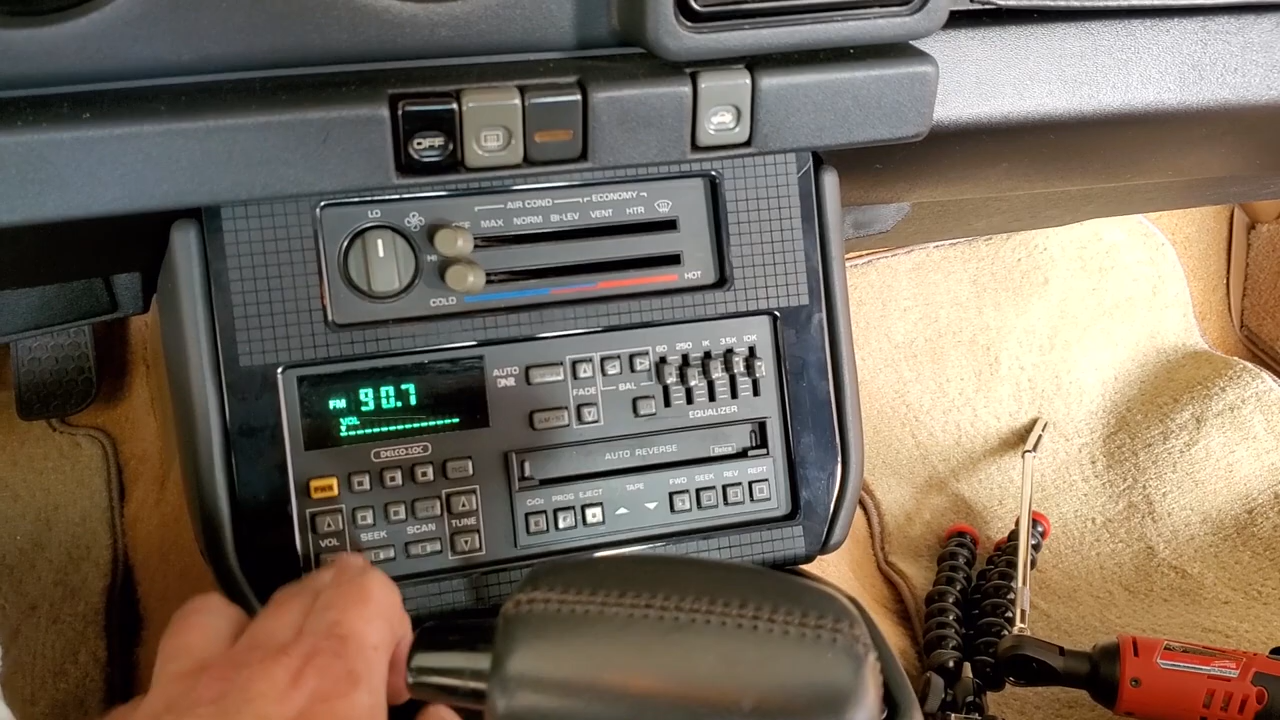 OFF
AIR COND
ECONOMY
LO
MAX
NORM
BI-LEV
VENT
HTR
HI
COLD
HOT
FM 90.7
VOL
AUTO
DNR
FADE
BAL
60
250
1K
3.5K
10K
EQUALIZER
DELCO-LOC
AUTO REVERSE
Delco
PWR
VOL
SEEK
SCAN
TUNE
CrO2
PROG
EJECT
TAPE
FWD
SEEK
REV
REPT